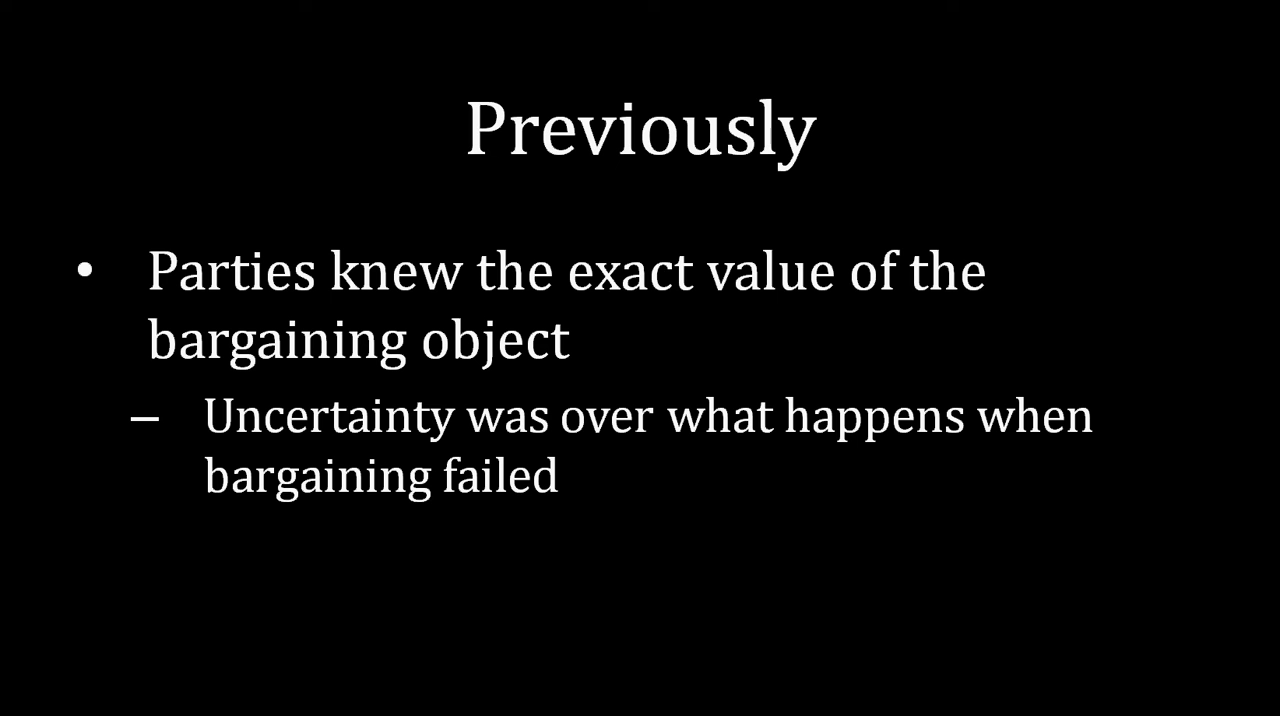 Previously
• Parties knew the exact value of the
bargaining object
– Uncertainty was over what happens when
bargaining failed